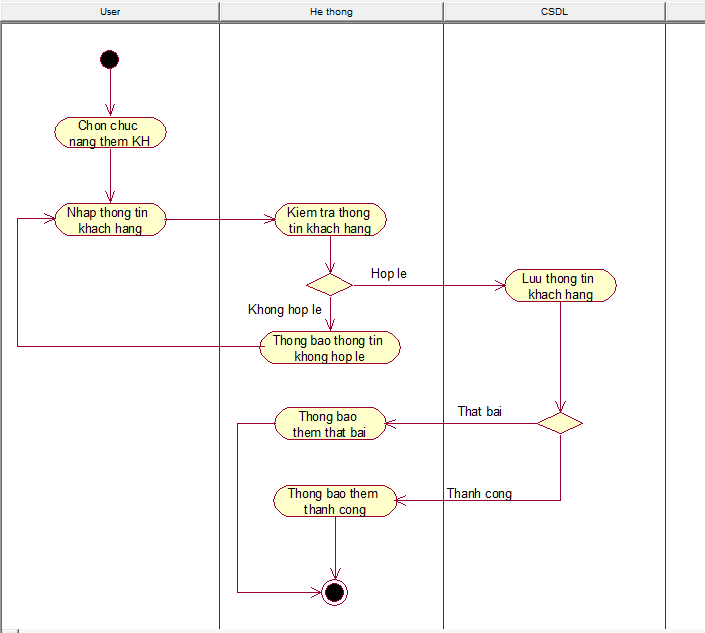 User
He thong
CSDL
Chon chuc
nang them KH
Nhap thong tin
khach hang
Kiem tra thong
tin khach hang
Hop le
Luu thong tin
khach hang
Khong hop le
Thong bao thong tin
khong hop le
That bai
Thong bao
them that bai
Thanh cong
Thong bao them
thanh cong